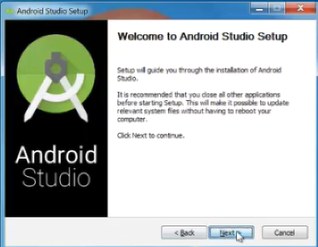 Android Studio Setup
Welcome to Android Studio Setup
Setup will guide you through the installation of Android
Studio.
It is recommended that you close all other applications
before starting Setup. This will make it possible to update
relevant system files without having to reboot your
computer.
Click Next to continue.
Android
Studio
< Back
Next >
Cancel